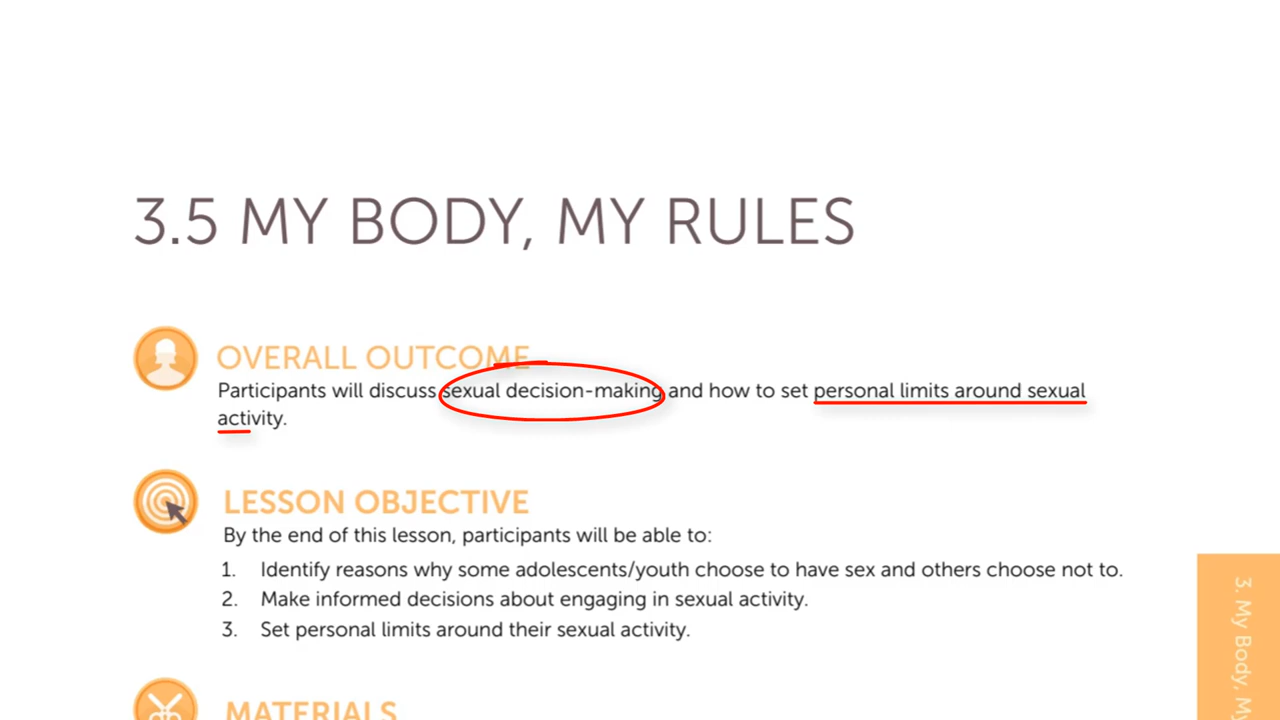 3.5 MY BODY, MY RULES
OVERALL OUTCOME
Participants will discuss sexual decision-making and how to set personal limits around sexual
activity.
LESSON OBJECTIVE
By the end of this lesson, participants will be able to:
1. Identify reasons why some adolescents/youth choose to have sex and others choose not to.
2. Make informed decisions about engaging in sexual activity.
3. Set personal limits around their sexual activity.
MATERIALS
3. My Body, My